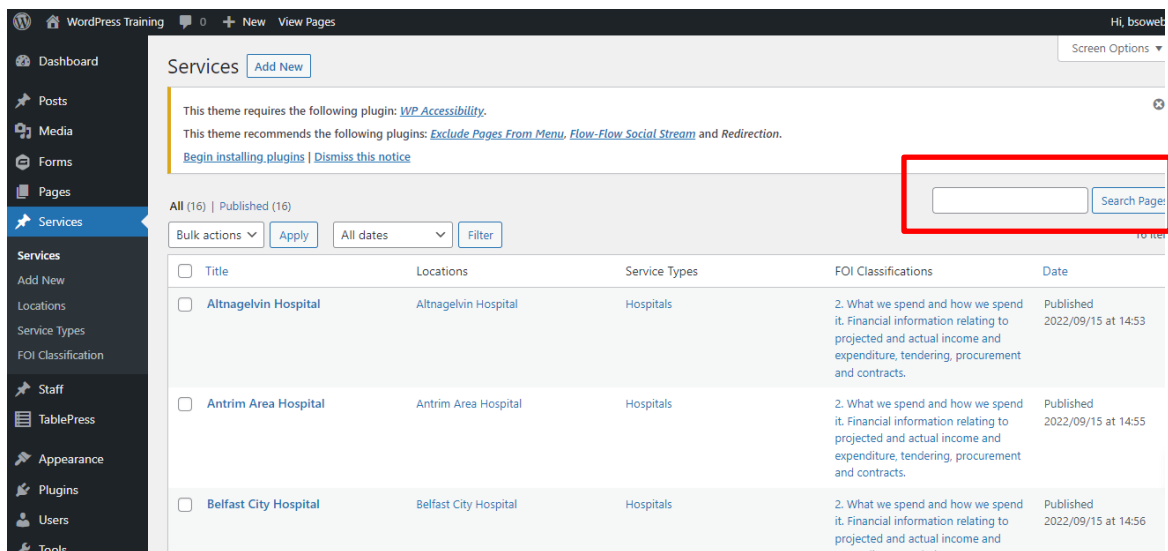 WordPress Training 0 New View Pages Hi, bsoweb
Screen Options
Dashboard
Posts
Media
Forms
Pages
Services
Services
Add New
Locations
Service Types
FOI Classification
Staff
TablePress
Appearance
Plugins
Users
Tools
Services Add New
This theme requires the following plugin: WP Accessibility.
This theme recommends the following plugins: Exclude Pages From Menu, Flow-Flow Social Stream and Redirection.
Begin installing plugins | Dismiss this notice
Search Pages
All (16) | Published (16)
Bulk actions Apply All dates Filter
Title Locations Service Types FOI Classifications Date
Altnagelvin Hospital Altnagelvin Hospital Hospitals 2. What we spend and how we spend Published
it. Financial information relating to 2022/09/15 at 14:53
projected and actual income and
expenditure, tendering, procurement
and contracts.
Antrim Area Hospital Antrim Area Hospital Hospitals 2. What we spend and how we spend Published
it. Financial information relating to 2022/09/15 at 14:55
projected and actual income and
expenditure, tendering, procurement
and contracts.
Belfast City Hospital Belfast City Hospital Hospitals 2. What we spend and how we spend Published
it. Financial information relating to 2022/09/15 at 14:56
projected and actual income and